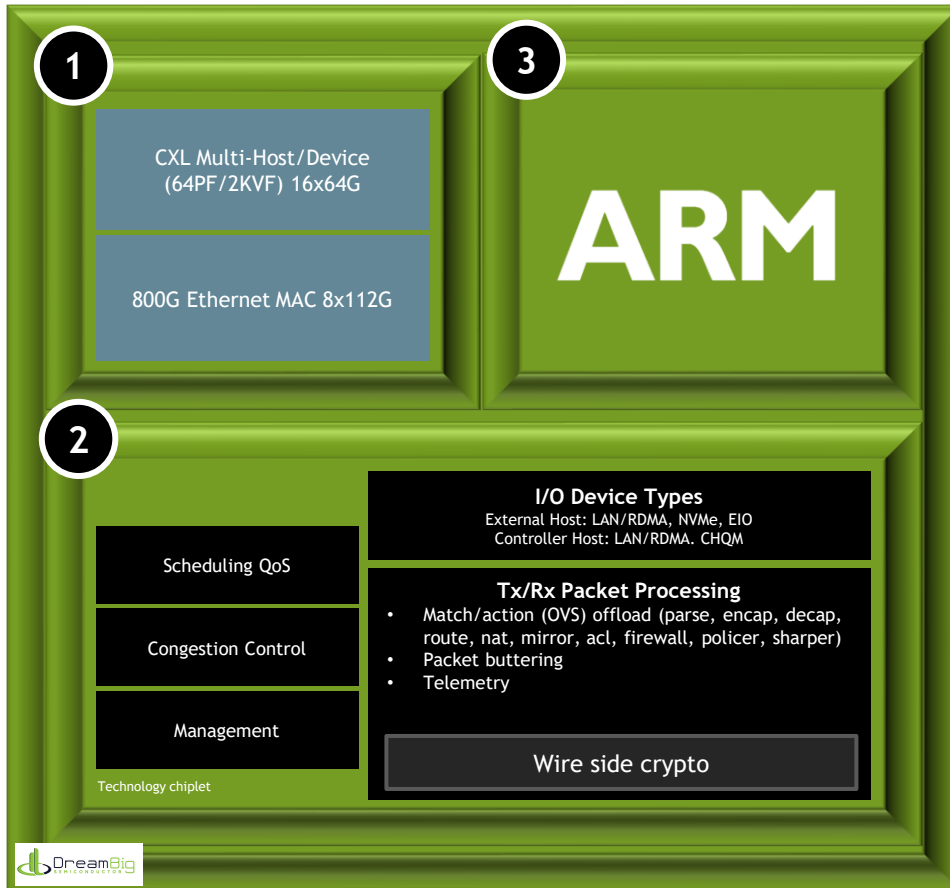 1
CXL Multi-Host/Device
(64PF/2KVF) 16x64G
800G Ethernet MAC 8x112G
3
ARM
2
Scheduling QoS
Congestion Control
Management
Technology chiplet
I/O Device Types
External Host: LAN/RDMA, NVMe, EIO
Controller Host: LAN/RDMA. CHQM
Tx/Rx Packet Processing
• Match/action (OVS) offload (parse, encap, decap,
route, nat, mirror, acl, firewall, policer, sharper)
• Packet buttering
• Telemetry
Wire side crypto
DreamBig
SEMICONDUCTOR